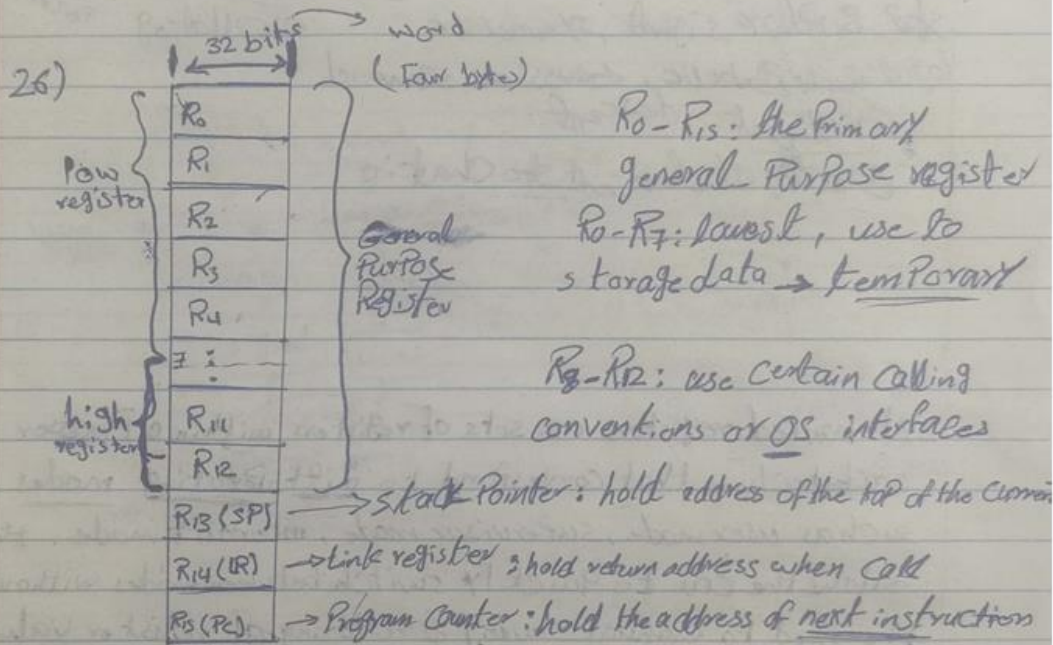 32 bits
word
(Four bytes)
26)
R0
R1
R2
R3
R4
7 :
R11
R12
R13 (SP)
R14 (LR)
R15 (PC)
Low
register
high
register
General
PurPose
Register
R0-R15: the Primary
general PurPose register
R0-R7: lowest, use to
storage data → temPorary
R8-R12: use Certain Calling
conventions or OS interfaces
→ Stack Pointer: hold address of the top of the Current
→ Link register: hold return address when Call
→ Program Counter: hold the address of next instruction